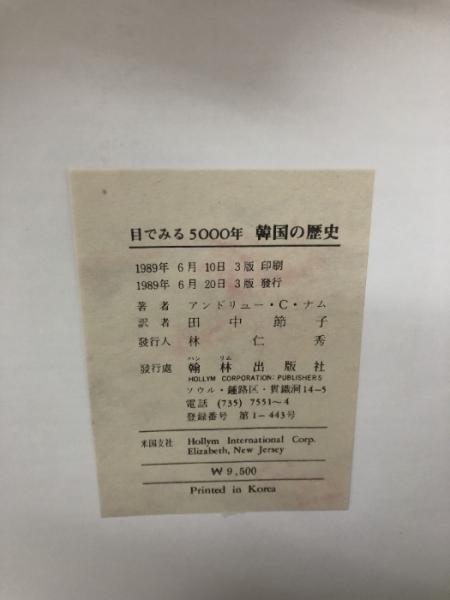 目でみる5000年 韓国の歴史
1989年 6月 10日 3版 印刷
1989年 6月 20日 3版 發行
著者 アンドリュー・C・ナム
訳者 田中節子
發行人 林仁秀
ハン リム
發行處 翰林出版社
HOLLYM CORPORATION: PUBLISHERS
ソウル・鍾路区・貫鐵洞14-5
電話 (735) 7551〜4
登録番号 第1-443号
米国支社 Hollym International Corp.
Elizabeth, New Jersey
₩9,500
Printed in Korea